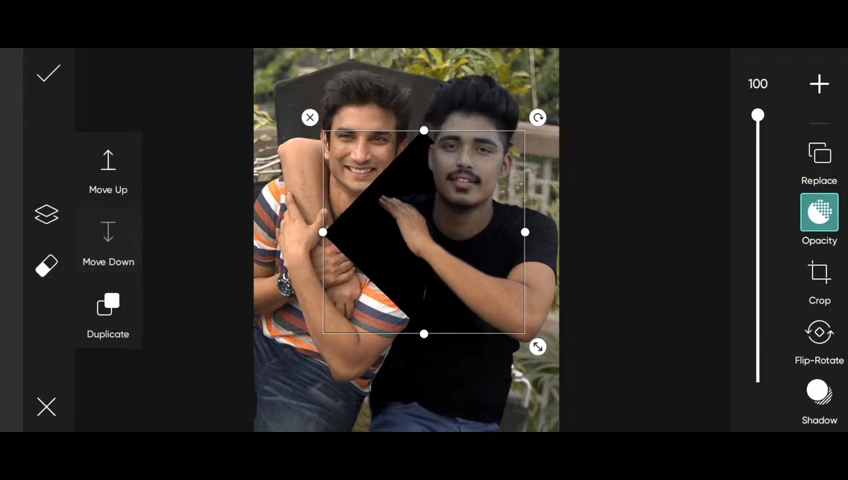 100
Move Up
Move Down
Duplicate
Replace
Opacity
Crop
Flip-Rotate
Shadow